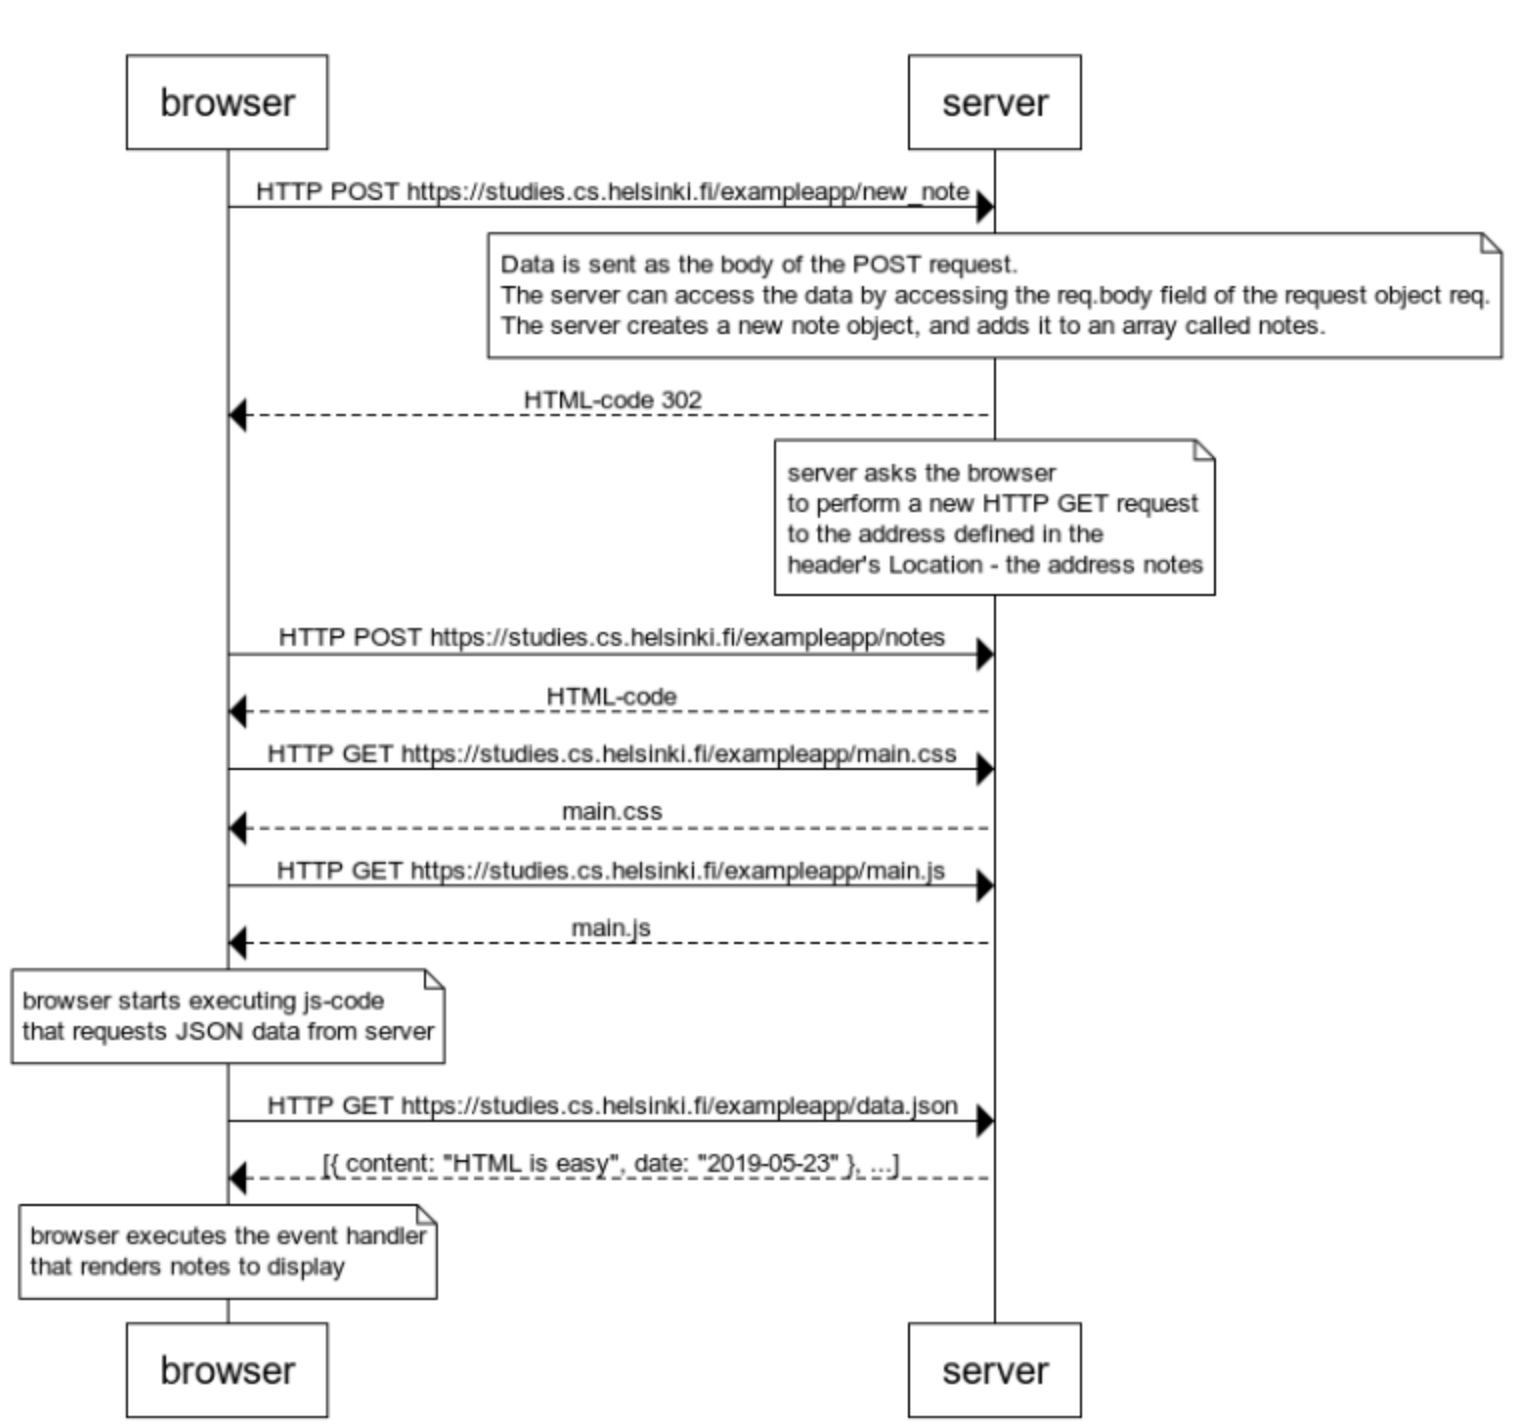 browser
server
HTTP POST https://studies.cs.helsinki.fi/exampleapp/new_note
Data is sent as the body of the POST request.
The server can access the data by accessing the req.body field of the request object req.
The server creates a new note object, and adds it to an array called notes.
HTML-code 302
server asks the browser
to perform a new HTTP GET request
to the address defined in the
header's Location - the address notes
HTTP POST https://studies.cs.helsinki.fi/exampleapp/notes
HTML-code
HTTP GET https://studies.cs.helsinki.fi/exampleapp/main.css
main.css
HTTP GET https://studies.cs.helsinki.fi/exampleapp/main.js
main.js
browser starts executing js-code
that requests JSON data from server
HTTP GET https://studies.cs.helsinki.fi/exampleapp/data.json
[{ content: "HTML is easy", date: "2019-05-23" }, ...]
browser executes the event handler
that renders notes to display
browser
server